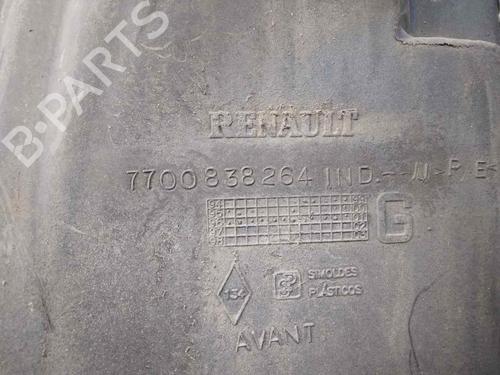 B-PARTS
RENAULT
7700838264 IND.
G
134
SIMOLDES
PLÁSTICOS
AVANT